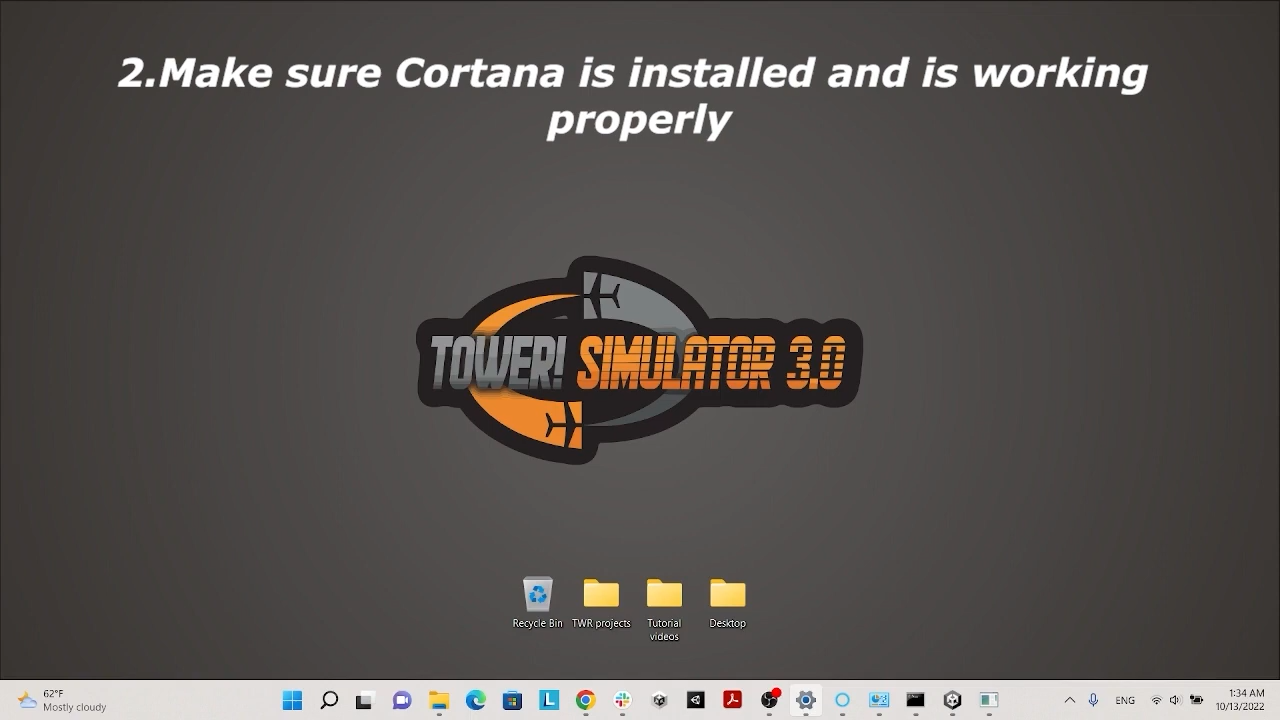 2.Make sure Cortana is installed and is working
properly
TOWER! SIMULATOR 3.0
Recycle Bin
TWR projects
Tutorial
videos
Desktop
62°F
Mostly cloudy
L
ENG
1:34 AM
10/13/2022